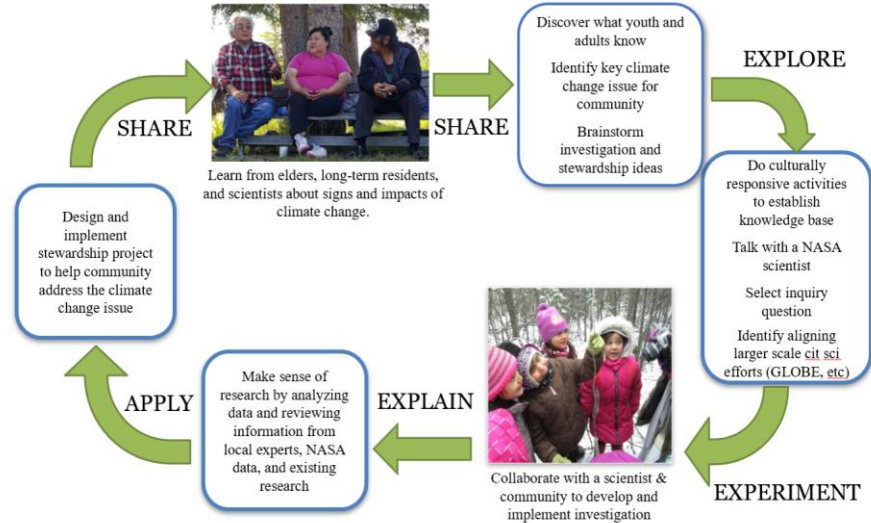 SHARE
Learn from elders, long-term residents,
and scientists about signs and impacts of
climate change.
SHARE
Discover what youth and
adults know
Identify key climate
change issue for
community
Brainstorm
investigation and
stewardship ideas
EXPLORE
Do culturally
responsive activities
to establish
knowledge base
Talk with a NASA
scientist
Select inquiry
question
Identify aligning
larger scale cit sci
efforts (GLOBE, etc)
EXPERIMENT
Collaborate with a scientist &
community to develop and
implement investigation
EXPLAIN
Make sense of
research by analyzing
data and reviewing
information from
local experts, NASA
data, and existing
research
APPLY
Design and
implement
stewardship project
to help community
address the climate
change issue